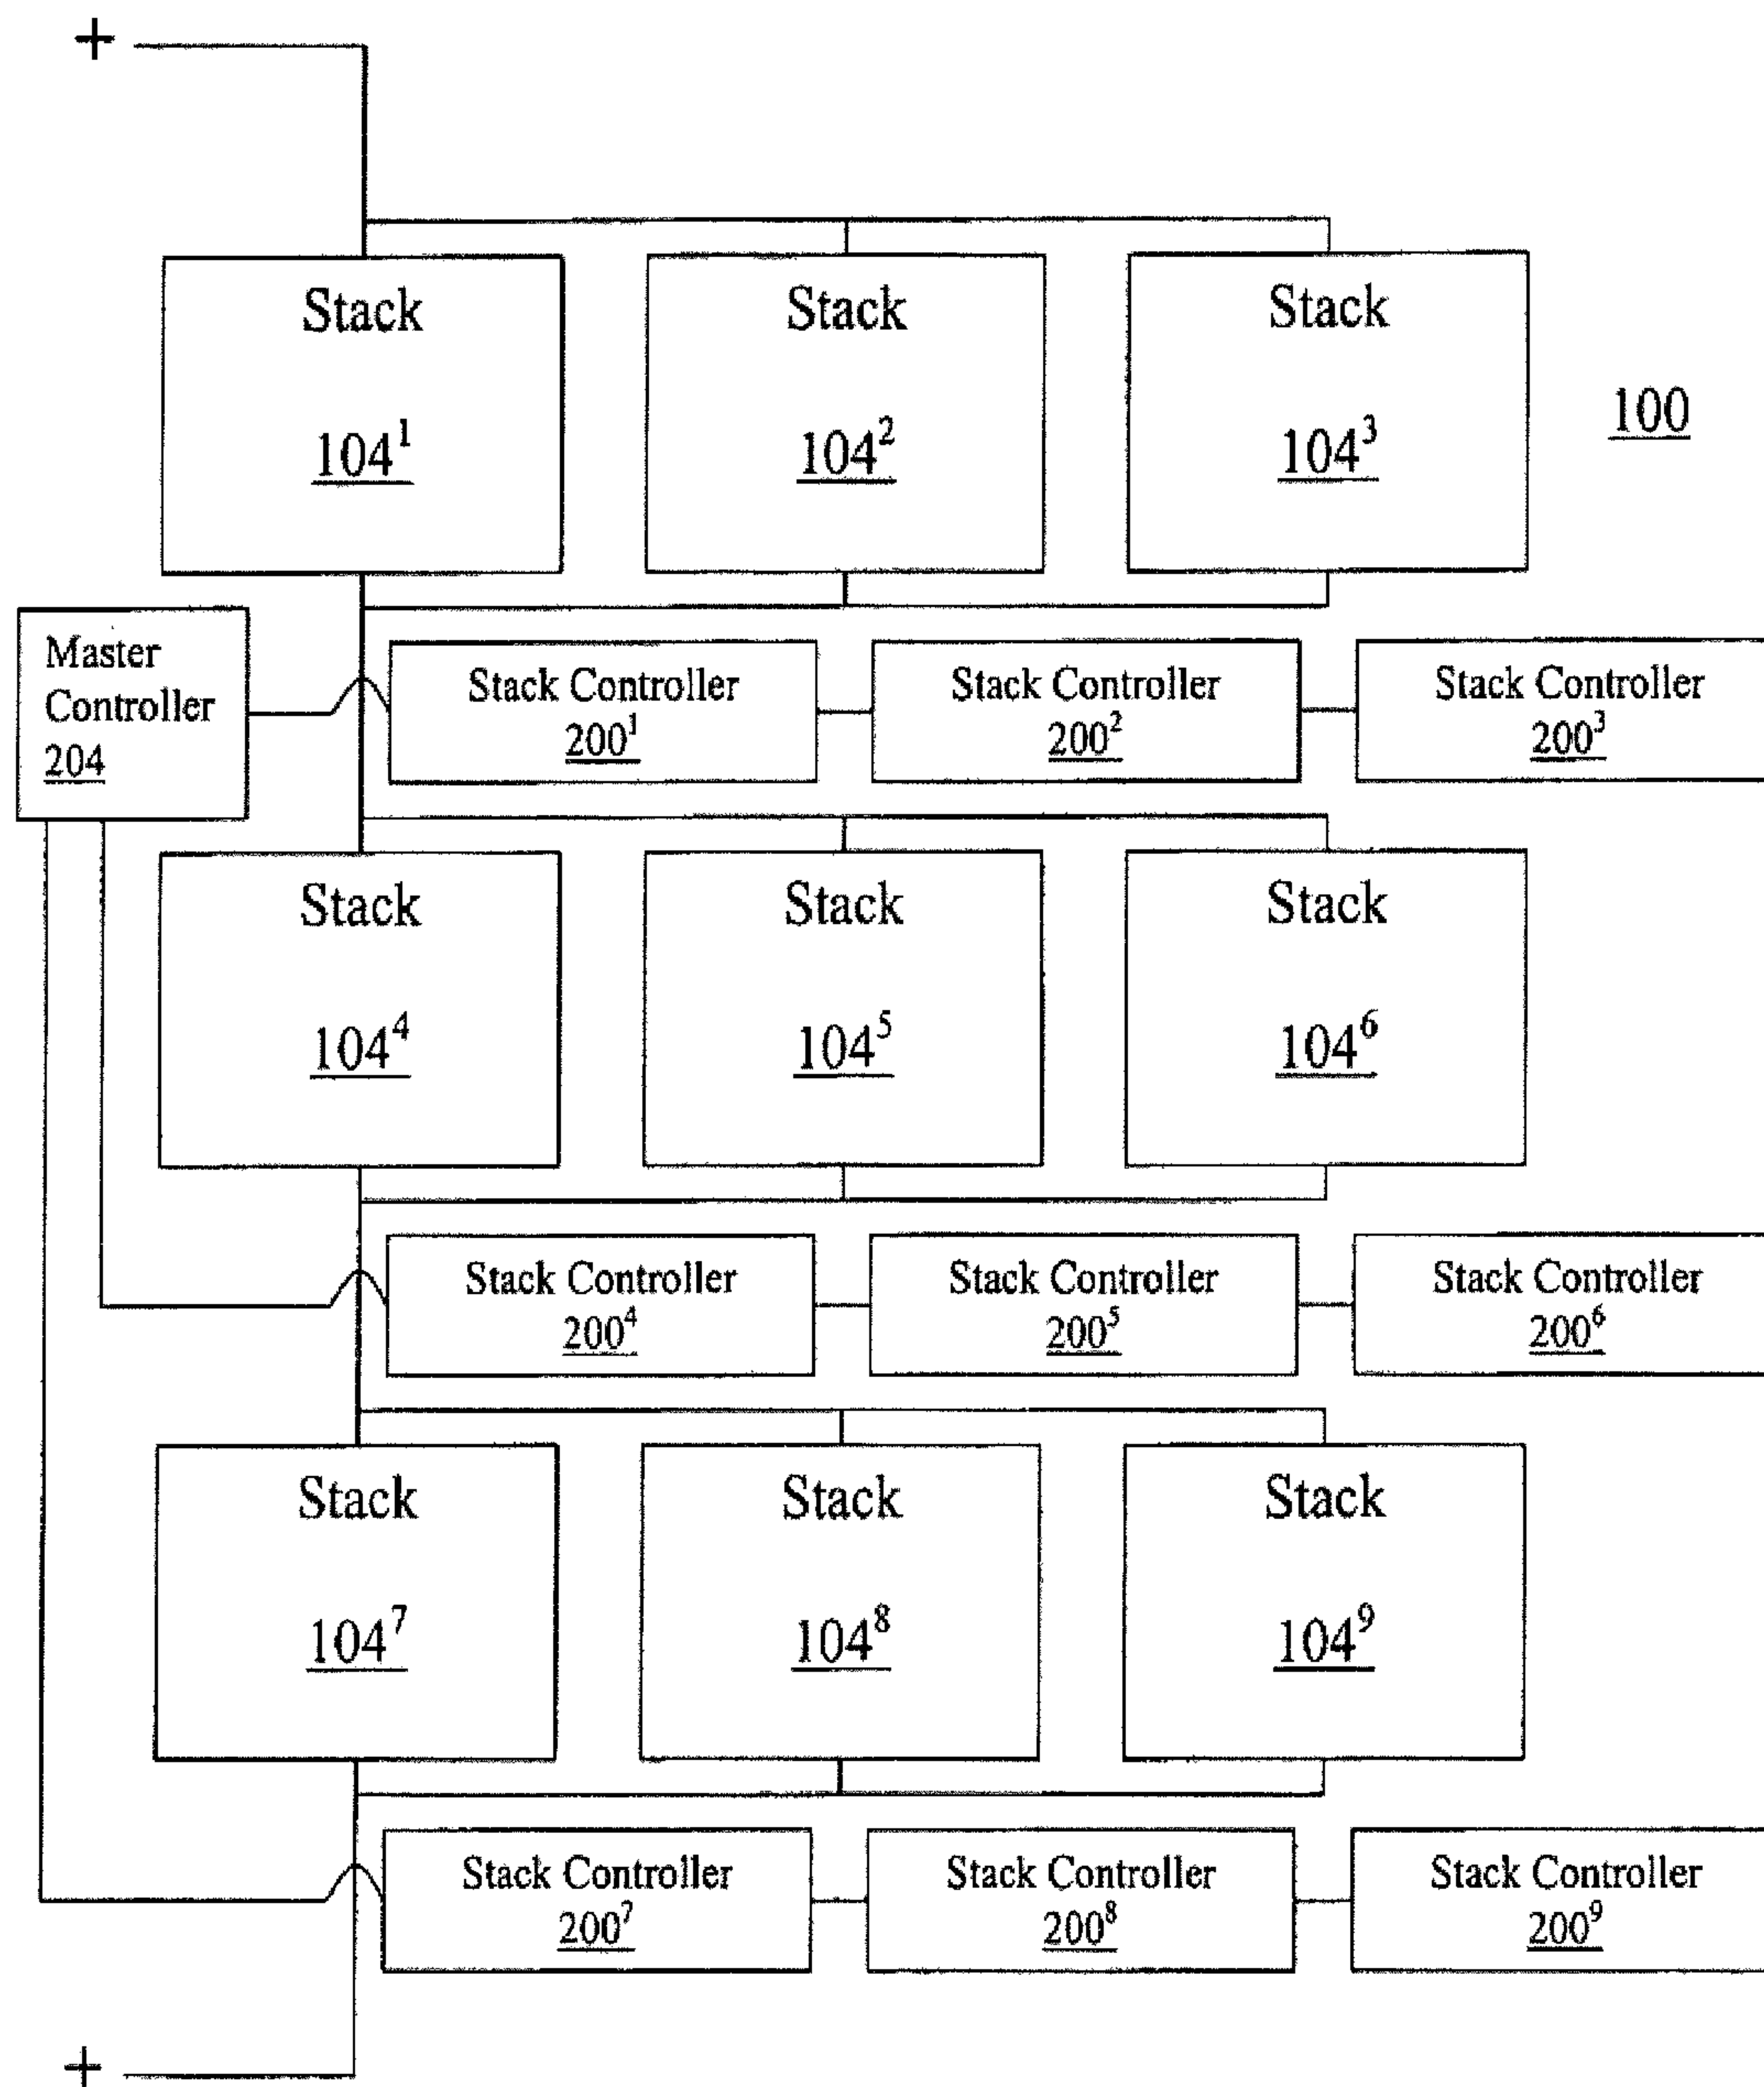 +
Stack Stack Stack
104¹ 104² 104³ 100
Master
Controller
204
Stack Controller Stack Controller Stack Controller
200¹ 200² 200³
Stack Stack Stack
104⁴ 104⁵ 104⁶
Stack Controller Stack Controller Stack Controller
200⁴ 200⁵ 200⁶
Stack Stack Stack
104⁷ 104⁸ 104⁹
Stack Controller Stack Controller Stack Controller
200⁷ 200⁸ 200⁹
+